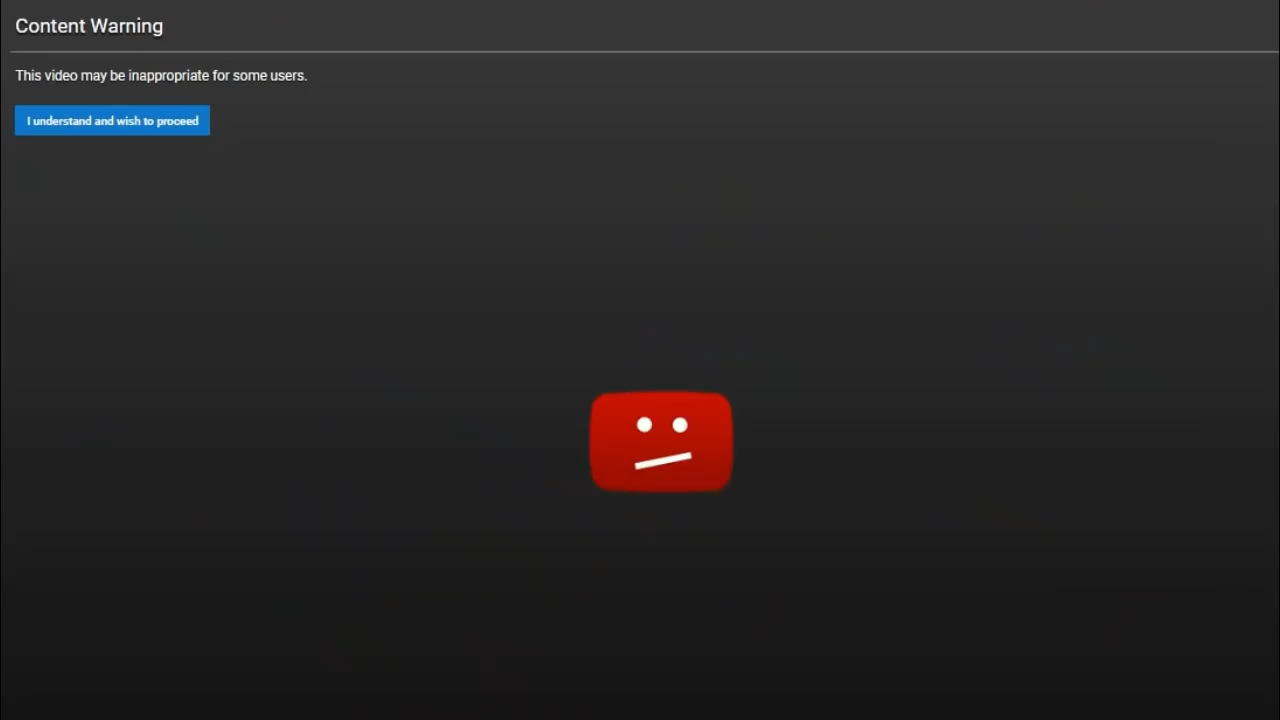 Content Warning
This video may be inappropriate for some users.
I understand and wish to proceed